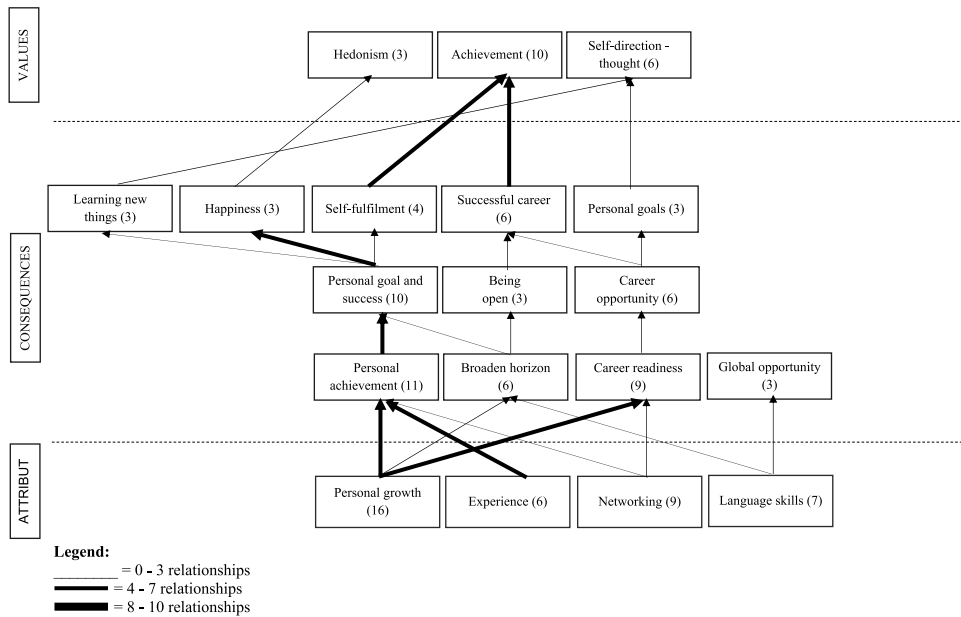 VALUES
Hedonism (3)
Achievement (10)
Self-direction -
thought (6)
CONSEQUENCES
Learning new
things (3)
Happiness (3)
Self-fulfilment (4)
Successful career
(6)
Personal goals (3)
Personal goal and
success (10)
Being
open (3)
Career
opportunity (6)
Personal
achievement (11)
Broaden horizon
(6)
Career readiness
(9)
Global opportunity
(3)
ATTRIBUT
Personal growth
(16)
Experience (6)
Networking (9)
Language skills (7)
Legend:
________ = 0 - 3 relationships
= 4 - 7 relationships
= 8 - 10 relationships